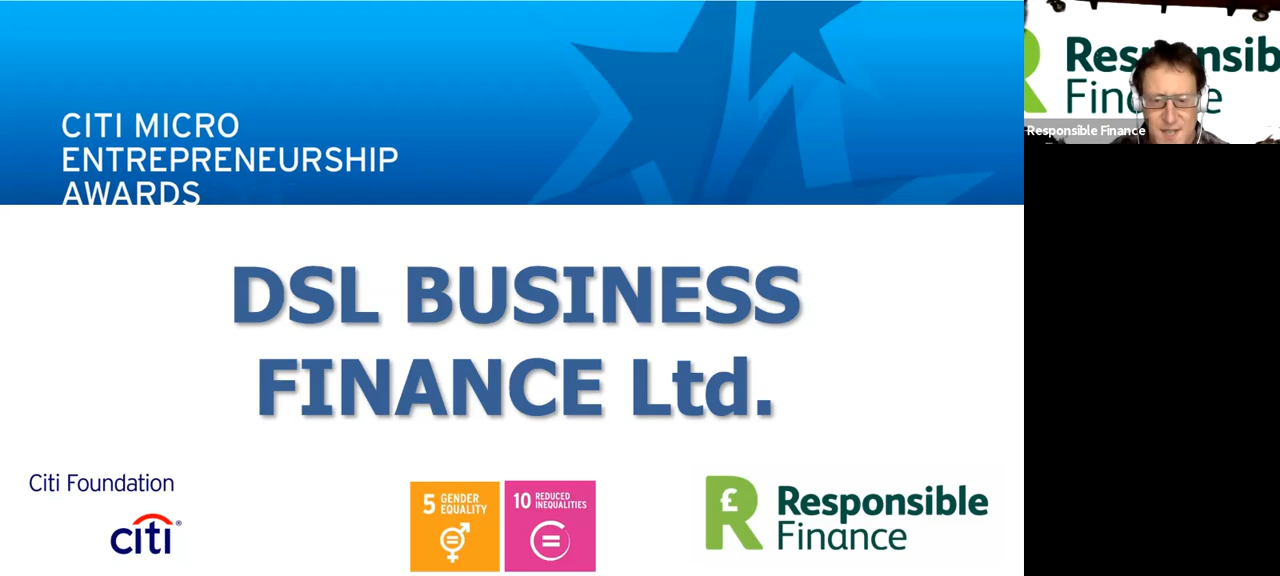 CITI MICRO
ENTREPRENEURSHIP
AWARDS
DSL BUSINESS
FINANCE Ltd.
Citi Foundation
citi®
5 GENDER
EQUALITY
10 REDUCED
INEQUALITIES
£
Responsible
Finance
Responsible Finance